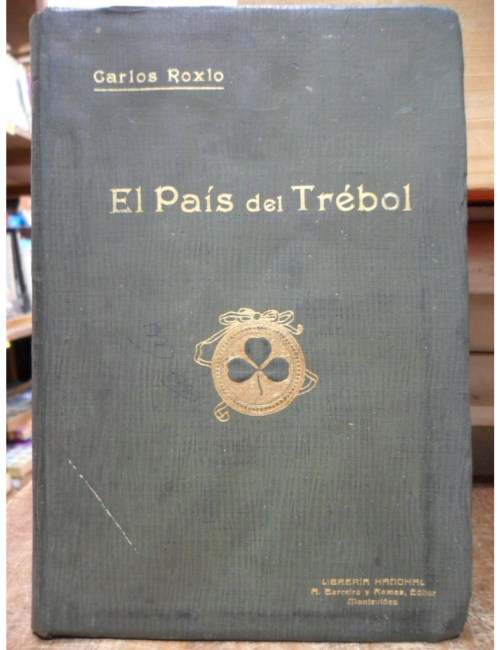 Carlos Roxlo
El País del Trébol
LIBRERÍA NACIONAL
A. Barreiro y Ramos, Editor
Montevideo